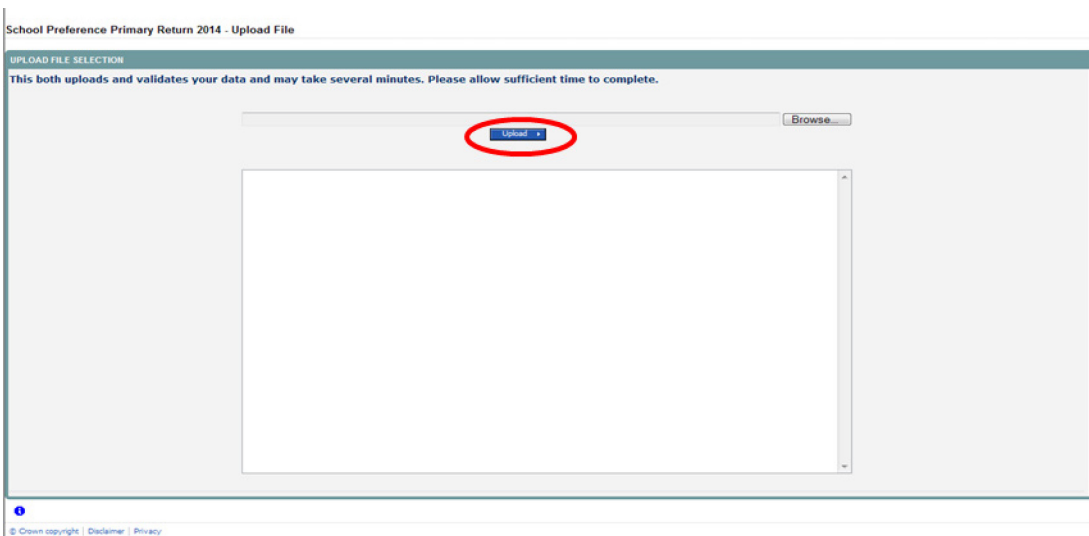 School Preference Primary Return 2014 - Upload File
UPLOAD FILE SELECTION
This both uploads and validates your data and may take several minutes. Please allow sufficient time to complete.
Browse...
Upload
© Crown copyright | Disclaimer | Privacy